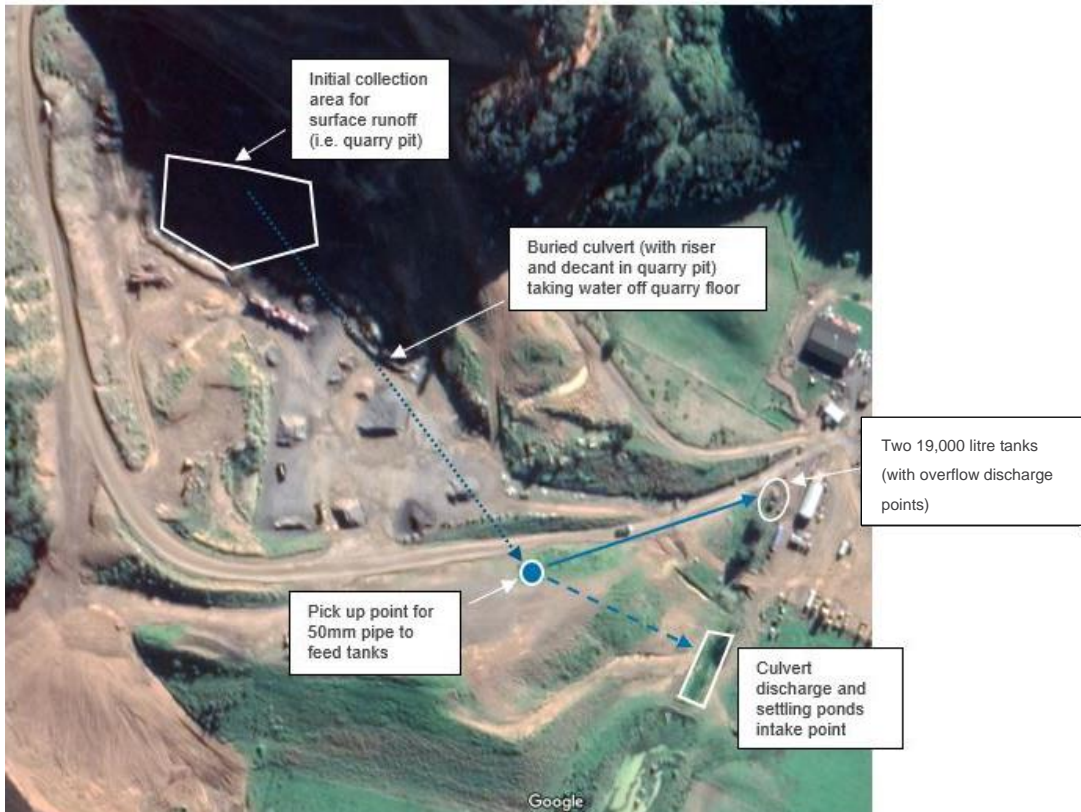 Initial collection
area for
surface runoff
(i.e. quarry pit)
Buried culvert (with riser
and decant in quarry pit)
taking water off quarry floor
Two 19,000 litre tanks
(with overflow discharge
points)
Pick up point for
50mm pipe to
feed tanks
Culvert
discharge and
settling ponds
intake point
Google